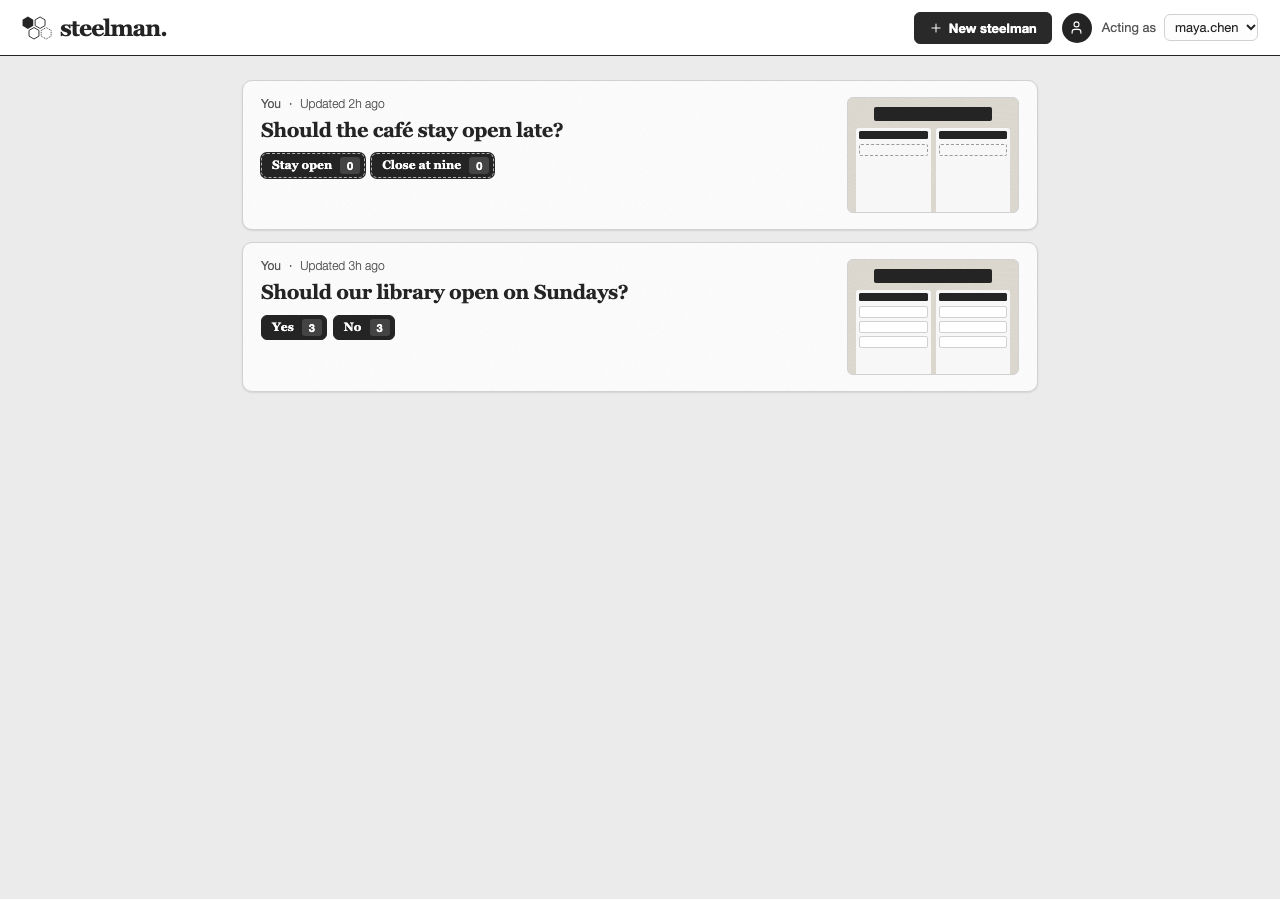 steelman.
+ New steelman
Acting as
maya.chen
You · Updated 2h ago
Should the café stay open late?
Stay open 0
Close at nine 0
You · Updated 3h ago
Should our library open on Sundays?
Yes 3
No 3